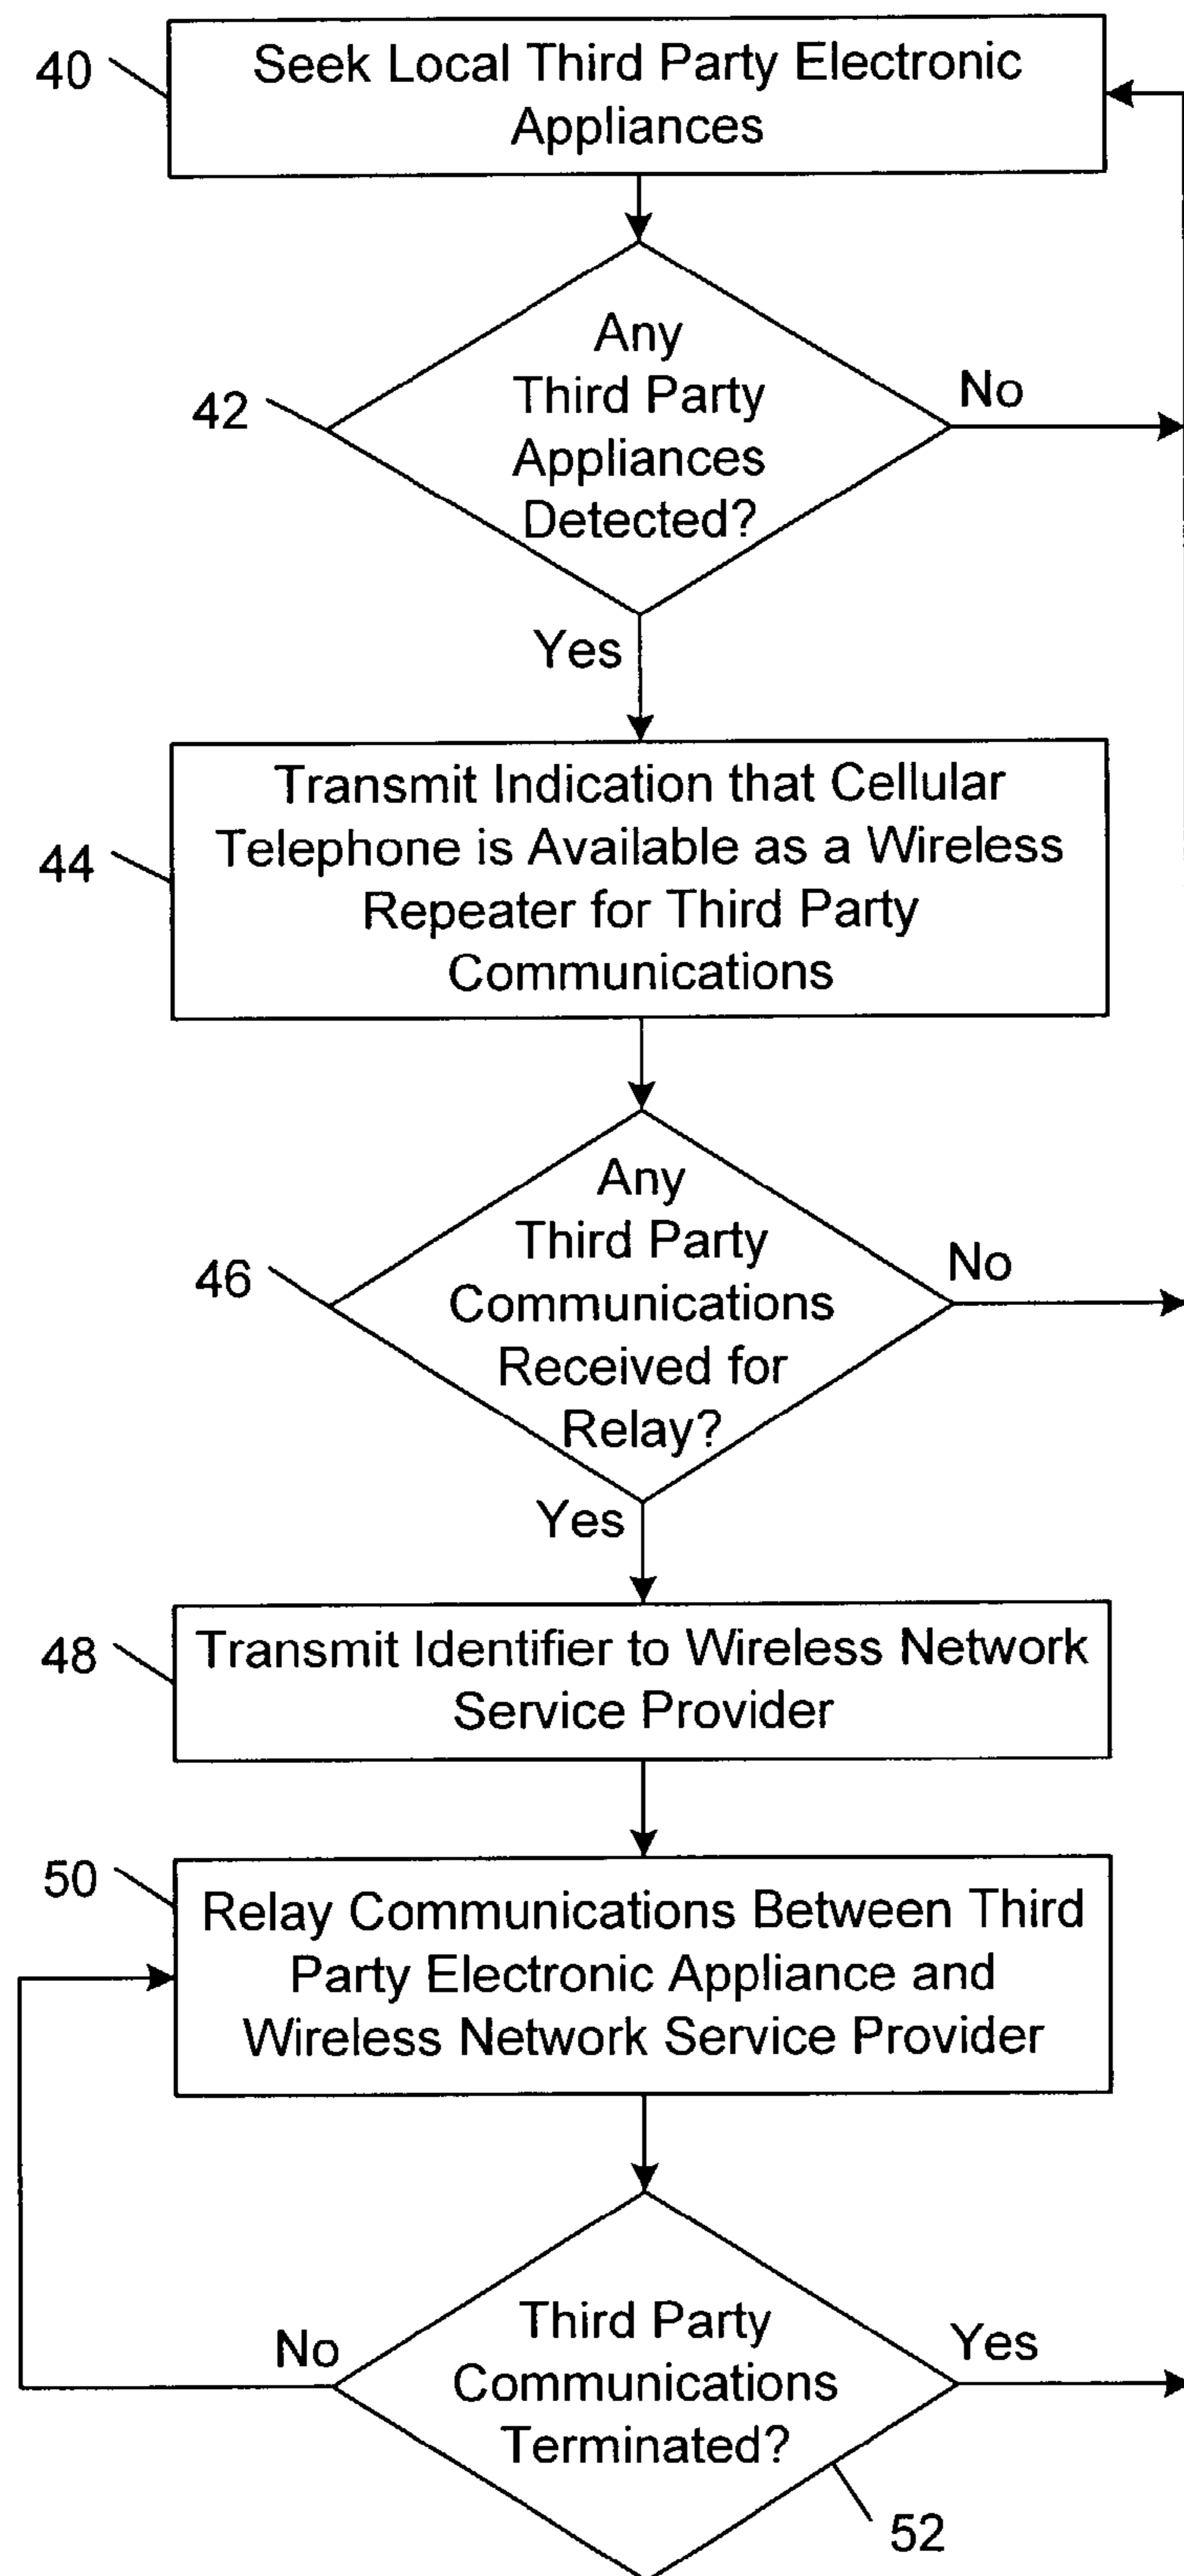 40
Seek Local Third Party Electronic
Appliances
42
Any
Third Party
Appliances
Detected?
No
Yes
44
Transmit Indication that Cellular
Telephone is Available as a Wireless
Repeater for Third Party
Communications
46
Any
Third Party
Communications
Received for
Relay?
No
Yes
48
Transmit Identifier to Wireless Network
Service Provider
50
Relay Communications Between Third
Party Electronic Appliance and
Wireless Network Service Provider
No
Third Party
Communications
Terminated?
Yes
52